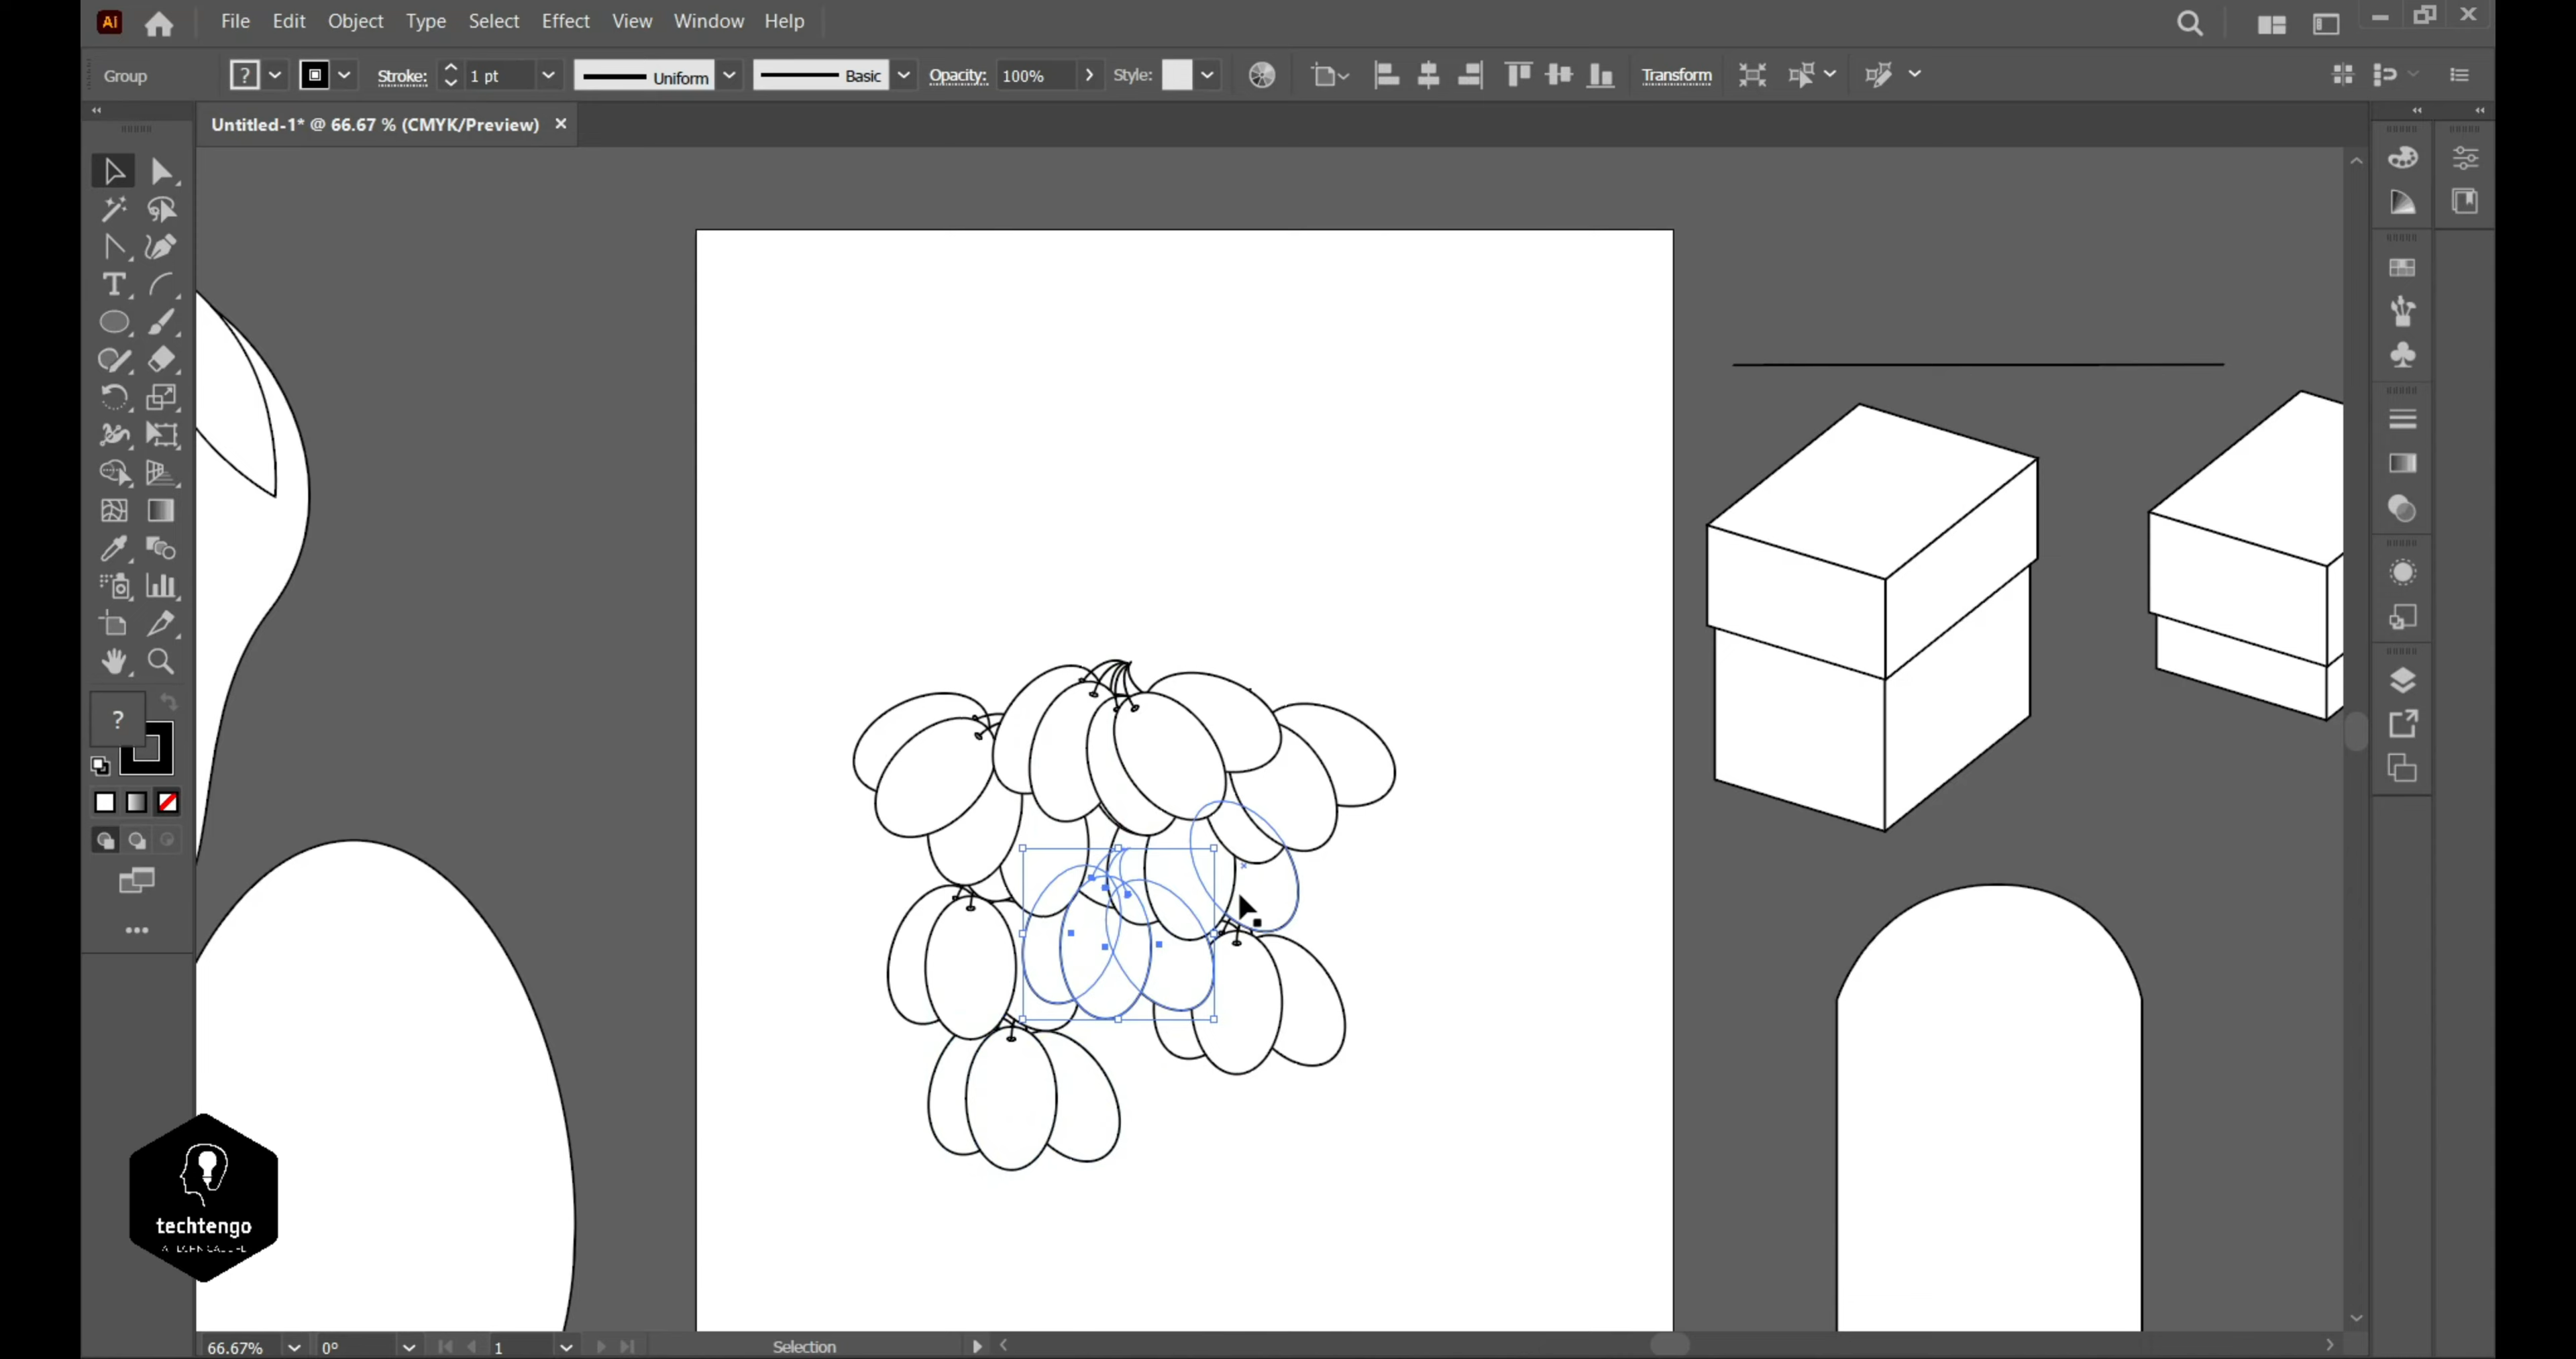 Ai File Edit Object Type Select Effect View Window Help
Group ? Stroke: 1 pt Uniform Basic Opacity: 100% Style: Transform
Untitled-1* @ 66.67 % (CMYK/Preview)
T
?
techtengo
66.67% 0° 1 Selection